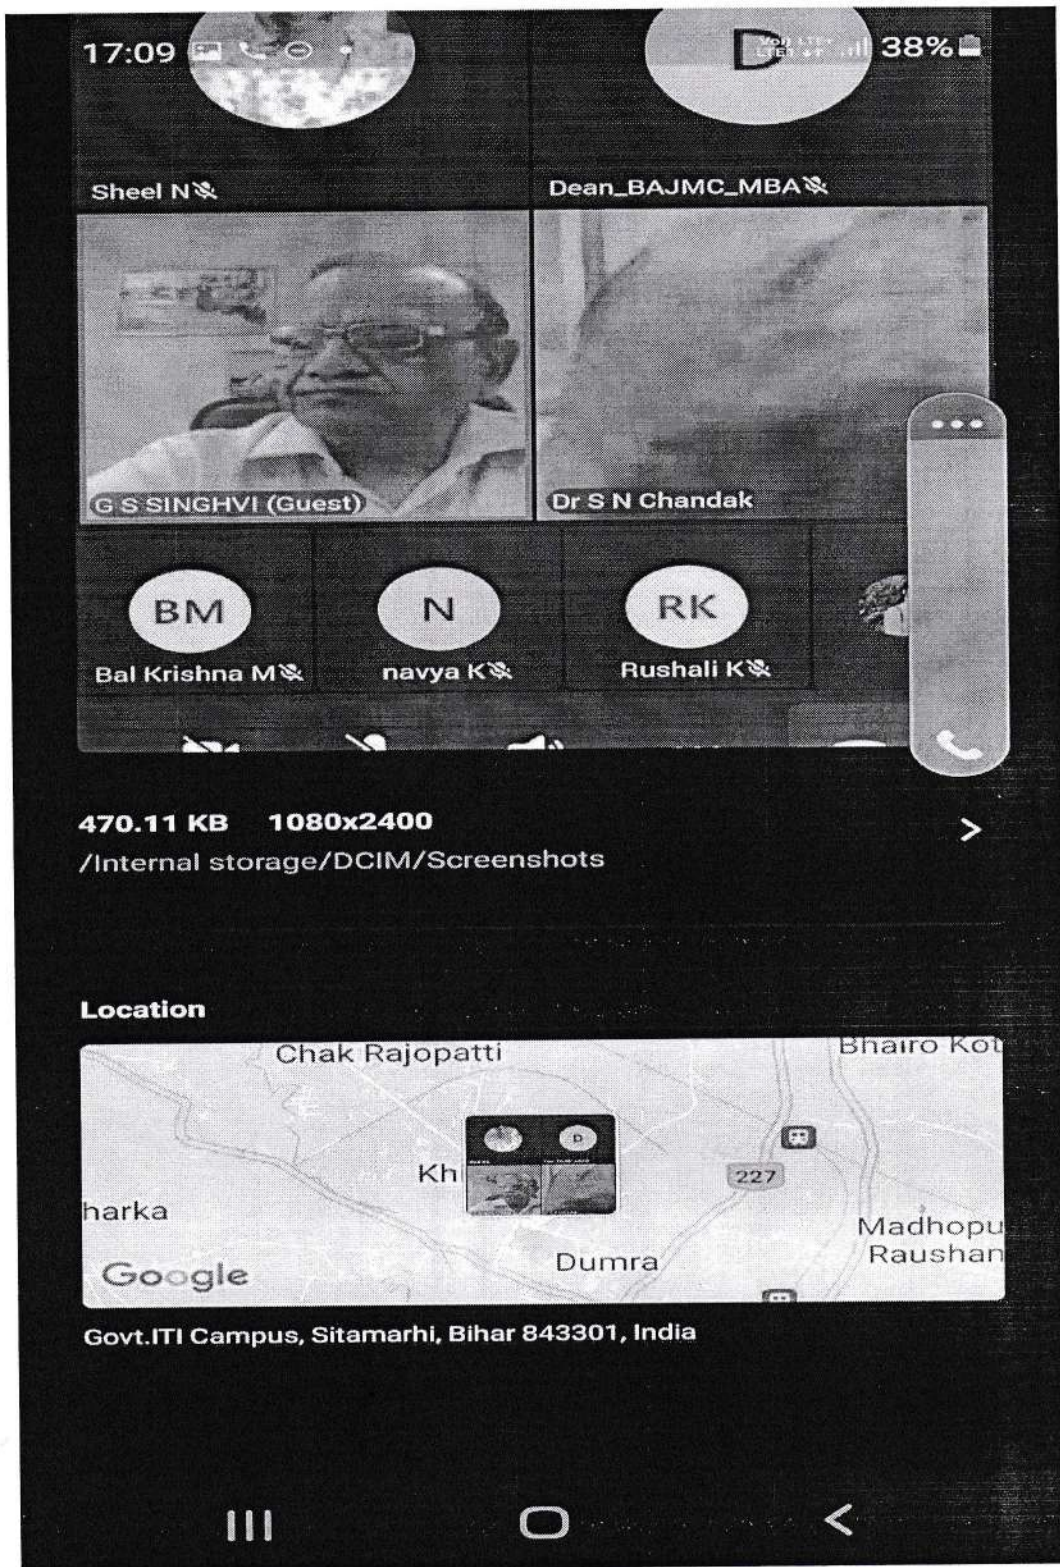 17:09
38%
D
Sheel N
Dean_BAJMC_MBA
G S SINGHVI (Guest)
Dr S N Chandak
BM
N
RK
Bal Krishna M
navya K
Rushali K
470.11 KB 1080x2400
/Internal storage/DCIM/Screenshots
Location
Chak Rajopatti
Bhairo Kot
Kh
D
227
harka
Madhopu
Raushan
Dumra
Google
Govt.ITI Campus, Sitamarhi, Bihar 843301, India